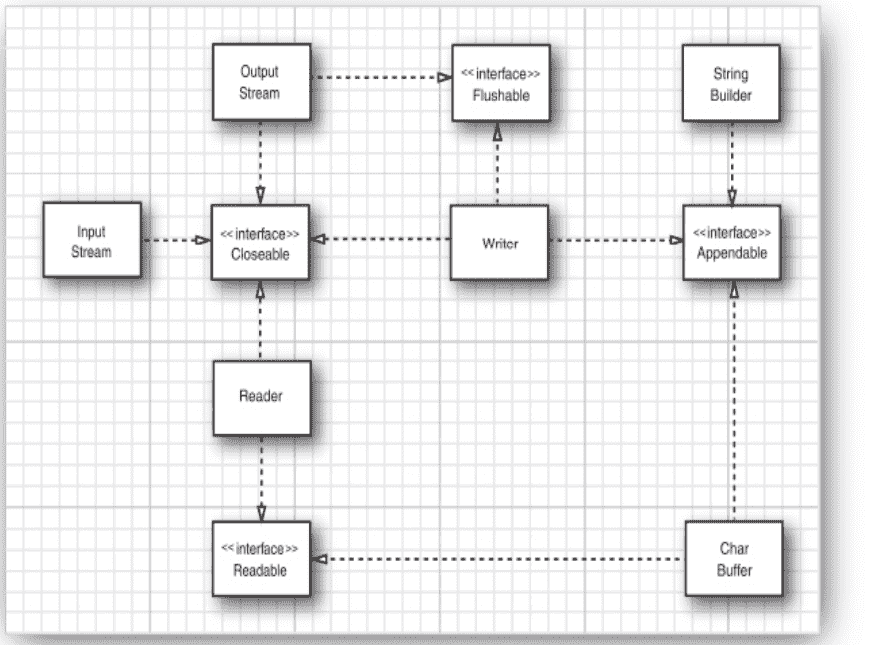 Output
Stream
<<interface>>
Flushable
String
Builder
Input
Stream
<<interface>>
Closeable
Writer
<<interface>>
Appendable
Reader
<<interface>>
Readable
Char
Buffer